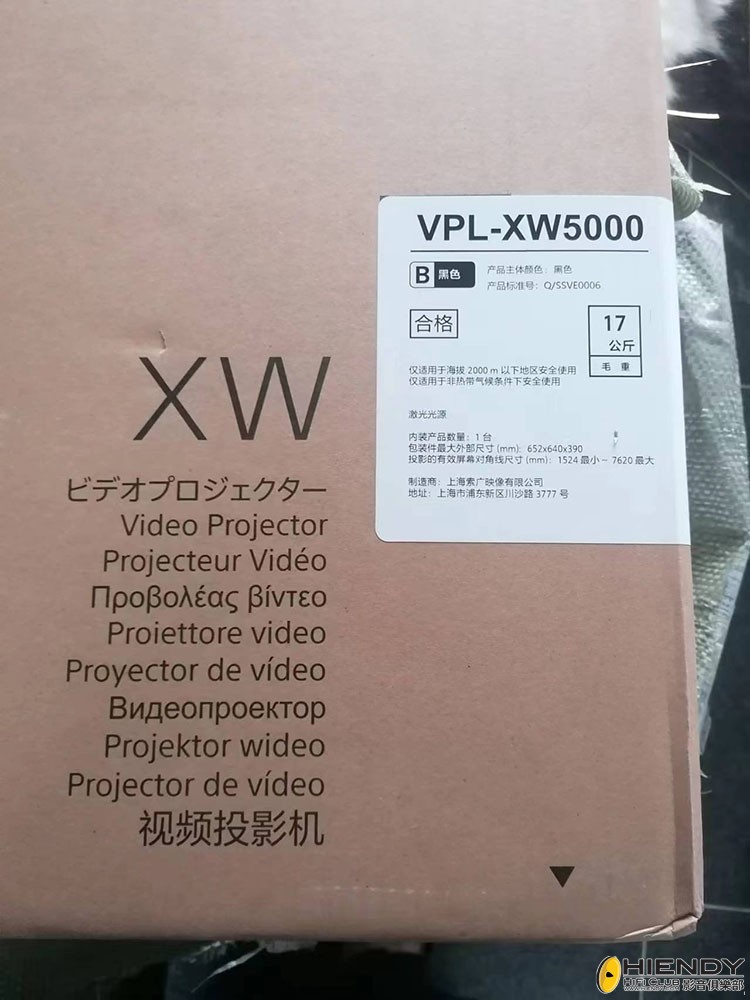 VPL-XW5000
B 黑色
产品主体颜色：黑色
产品标准号：Q/SSVE0006
合格
17
公斤
毛 重
仅适用于海拔 2000 m 以下地区安全使用
仅适用于非热带气候条件下安全使用
激光光源
内装产品数量：1 台
包装件最大外部尺寸 (mm)：652x640x390
投影的有效屏幕对角线尺寸 (mm)：1524 最小~ 7620 最大
制造商：上海索广映像有限公司
地址：上海市浦东新区川沙路 3777 号
XW
ビデオプロジェクター
Video Projector
Projecteur Vidéo
Προβολέας βίντεο
Proiettore video
Proyector de vídeo
Видеопроектор
Projektor wideo
Projector de vídeo
视频投影机
HIENDY
HiFi CLUB 影音俱樂部